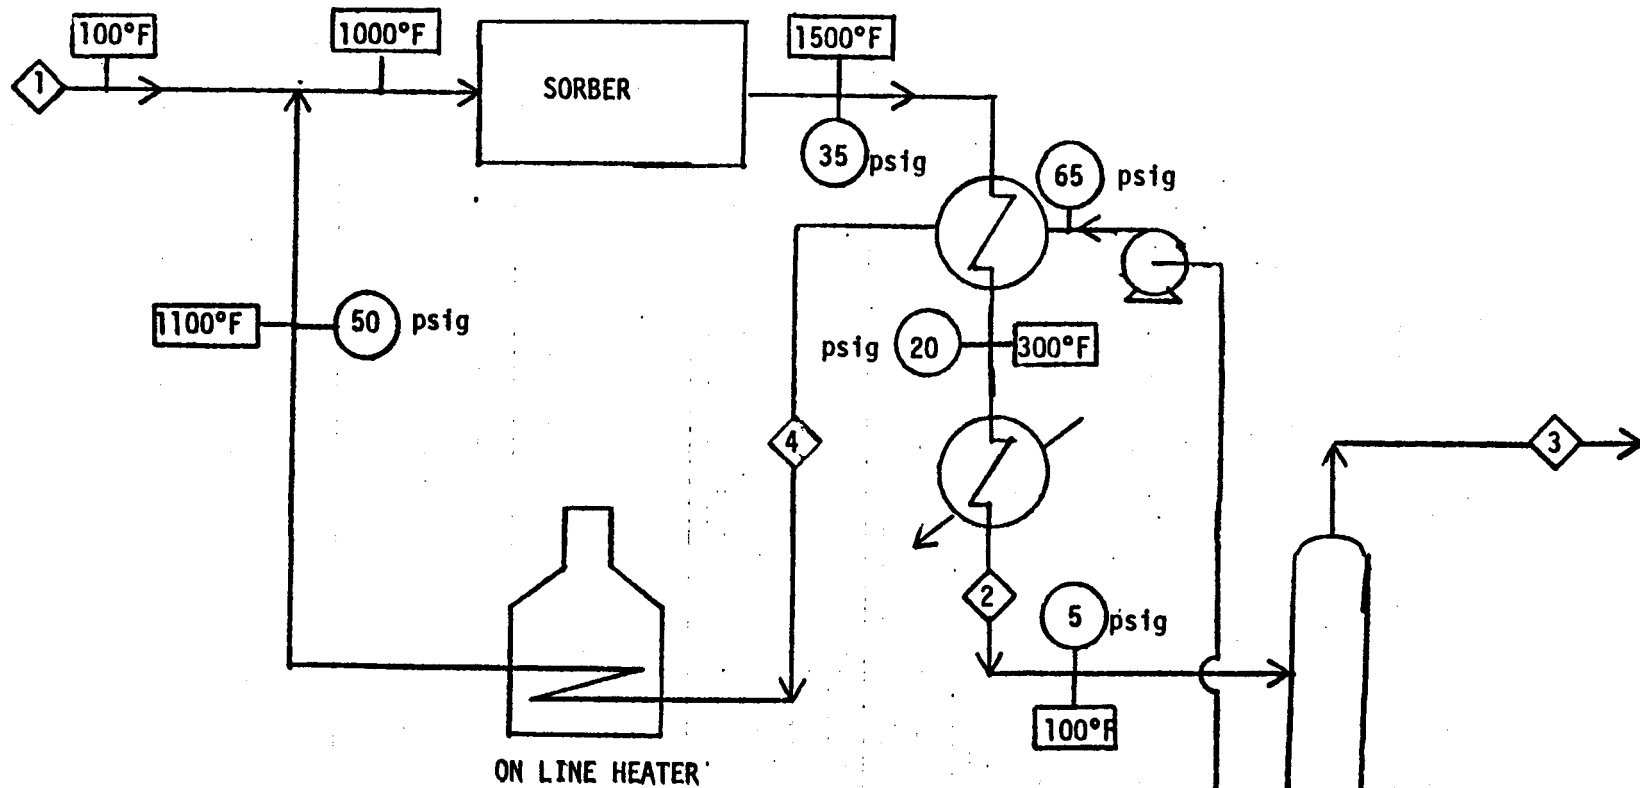 100°F
1000°F
1500°F
1
SORBER
35 psig
65 psig
1100°F
50 psig
psig 20
300°F
4
3
2
5 psig
100°F
ON LINE HEATER